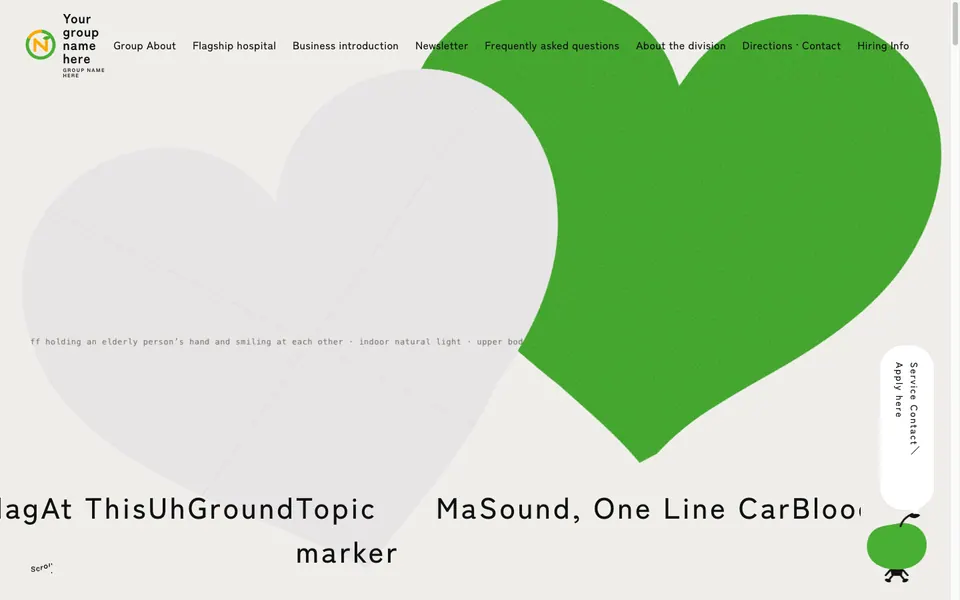 Your
group
name
here
GROUP NAME
HERE
Group About
Flagship hospital
Business introduction
Newsletter
Frequently asked questions
About the division
Directions · Contact
Hiring Info
ff holding an elderly person's hand and smiling at each other · indoor natural light · upper bod
Service Contact\
Apply here
lagAt ThisUhGroundTopic
marker
MaSound, One Line CarBloo
Scroll